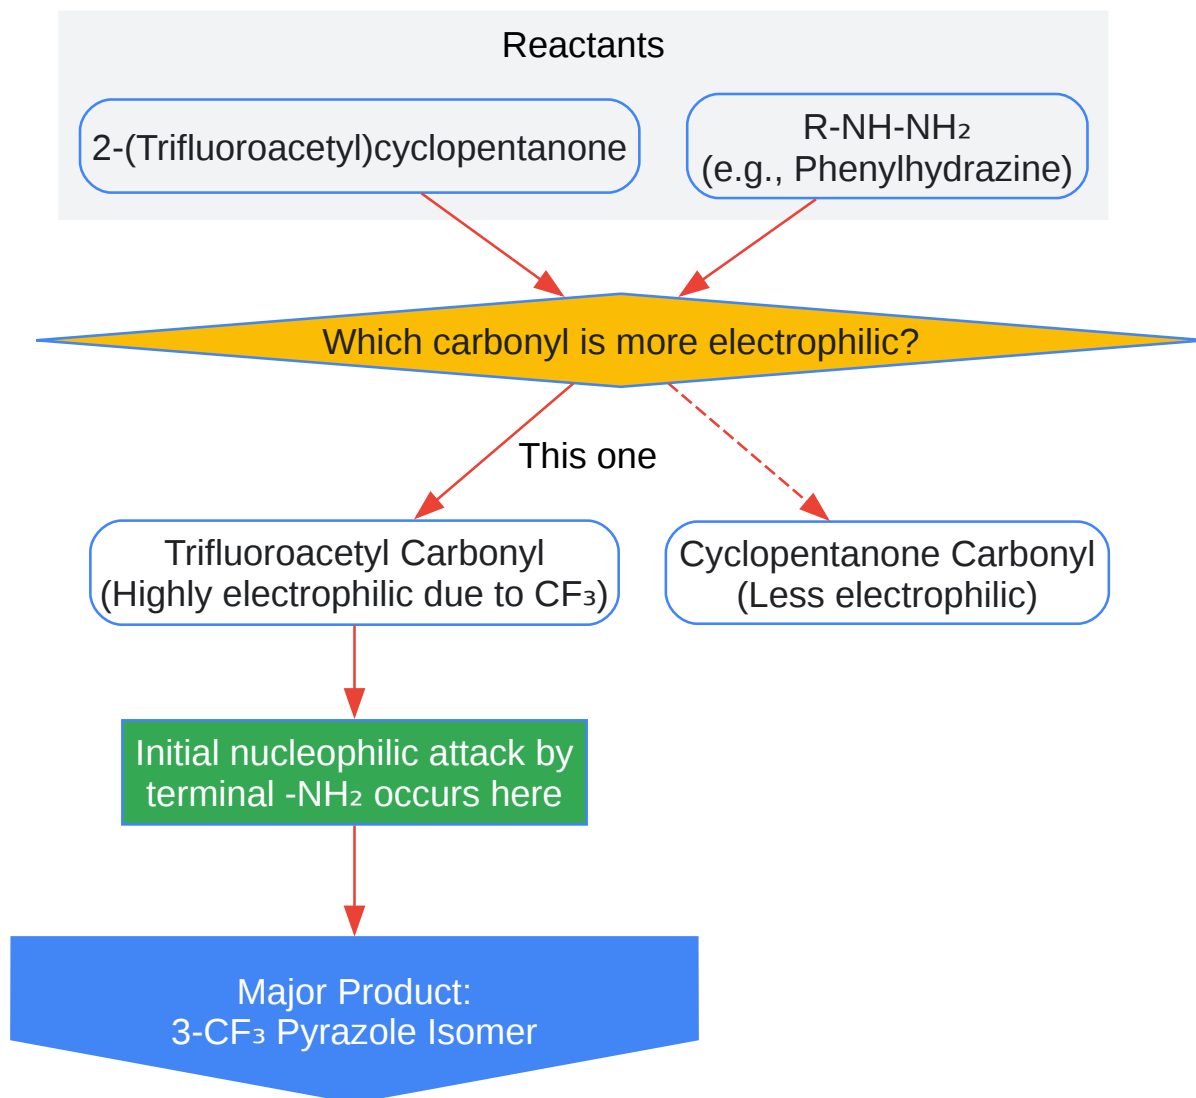 Reactants
2-(Trifluoroacetyl)cyclopentanone
R-NH-NH₂
(e.g., Phenylhydrazine)
Which carbonyl is more electrophilic?
This one
Trifluoroacetyl Carbonyl
(Highly electrophilic due to CF₃)
Cyclopentanone Carbonyl
(Less electrophilic)
Initial nucleophilic attack by
terminal -NH₂ occurs here
Major Product:
3-CF₃ Pyrazole Isomer